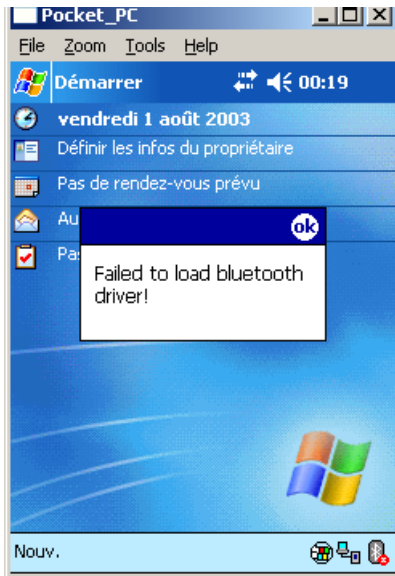 Pocket_PC
File Zoom Tools Help
Démarrer 00:19
vendredi 1 août 2003
Définir les infos du propriétaire
Pas de rendez-vous prévu
Au
Pa
ok
Failed to load bluetooth
driver!
Nouv.